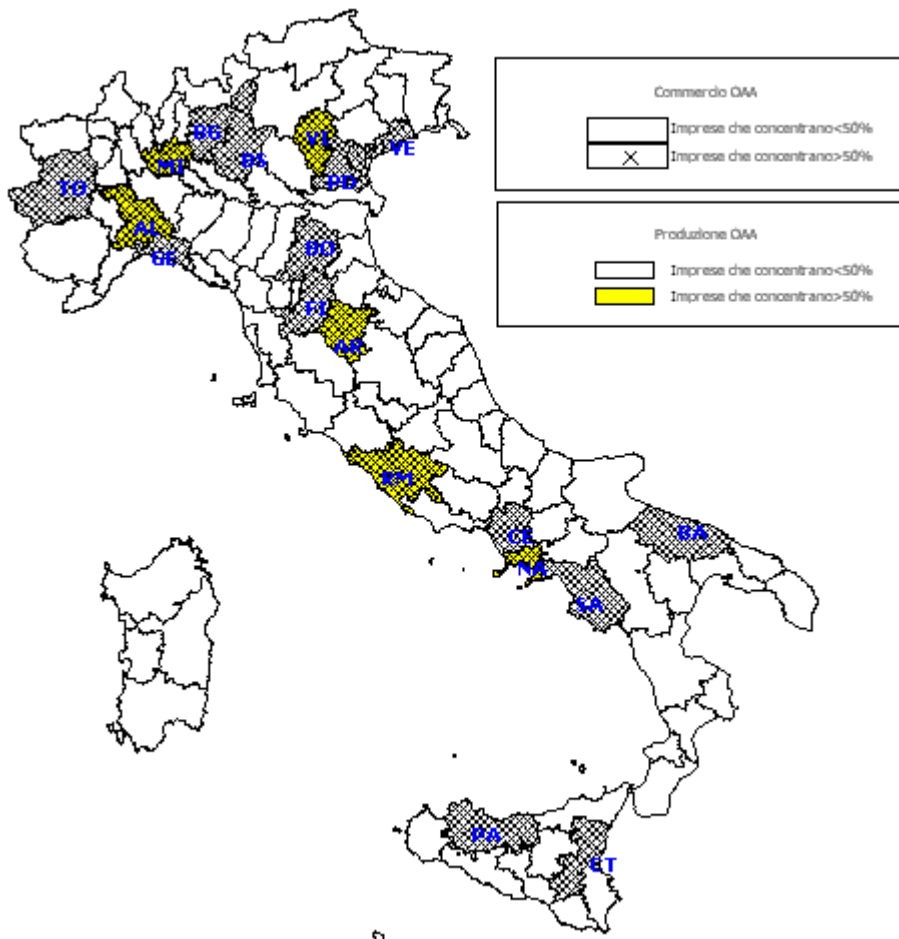 Commercio OAA
Imprese che concentrano<50%
Imprese che concentrano>50%
Produzione OAA
Imprese che concentrano<50%
Imprese che concentrano>50%
BG
VI
VE
MI
BS
PD
TO
AL
GE
BO
FI
AR
RM
CE
BA
NA
SA
PA
CT